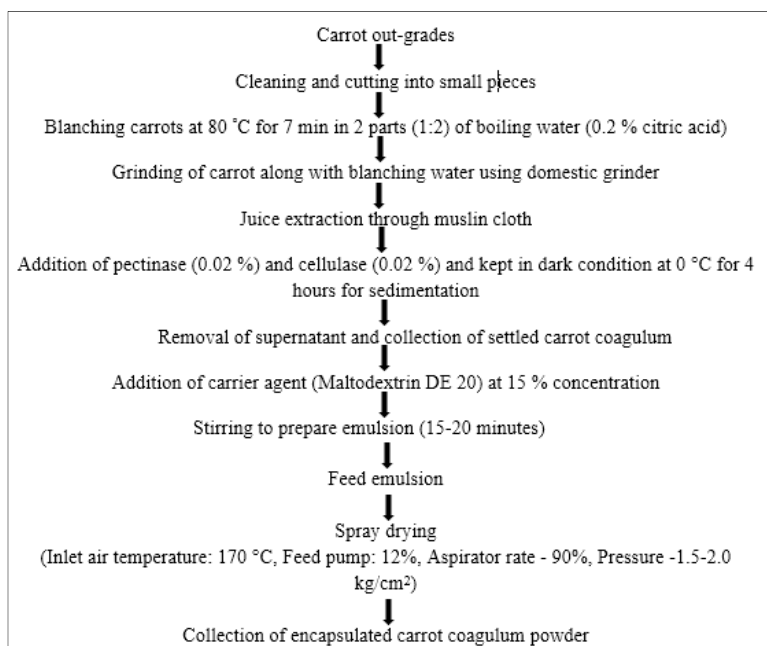 Carrot out-grades
Cleaning and cutting into small pieces
Blanching carrots at 80 ˚C for 7 min in 2 parts (1:2) of boiling water (0.2 % citric acid)
Grinding of carrot along with blanching water using domestic grinder
Juice extraction through muslin cloth
Addition of pectinase (0.02 %) and cellulase (0.02 %) and kept in dark condition at 0 °C for 4
hours for sedimentation
Removal of supernatant and collection of settled carrot coagulum
Addition of carrier agent (Maltodextrin DE 20) at 15 % concentration
Stirring to prepare emulsion (15-20 minutes)
Feed emulsion
Spray drying
(Inlet air temperature: 170 °C, Feed pump: 12%, Aspirator rate - 90%, Pressure -1.5-2.0
kg/cm²)
Collection of encapsulated carrot coagulum powder